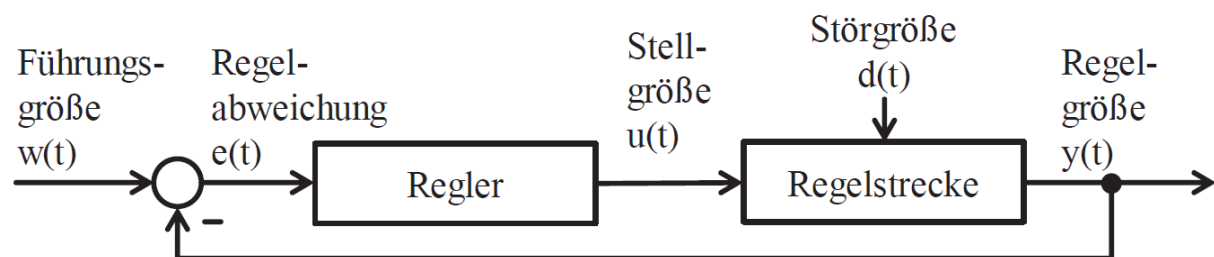 Führungs-
größe
w(t)
Regel-
abweichung
e(t)
Regler
Stell-
größe
u(t)
Störgröße
d(t)
Regelstrecke
Regel-
größe
y(t)
–